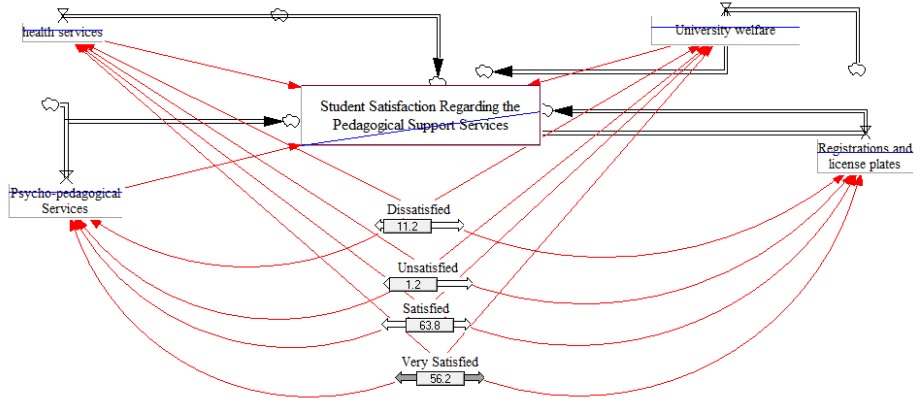 health services
University welfare
Student Satisfaction Regarding the
Pedagogical Support Services
Registrations and
license plates
Psycho-pedagogical
Services
Dissatisfied
11.2
Unsatisfied
1.2
Satisfied
63.8
Very Satisfied
56.2